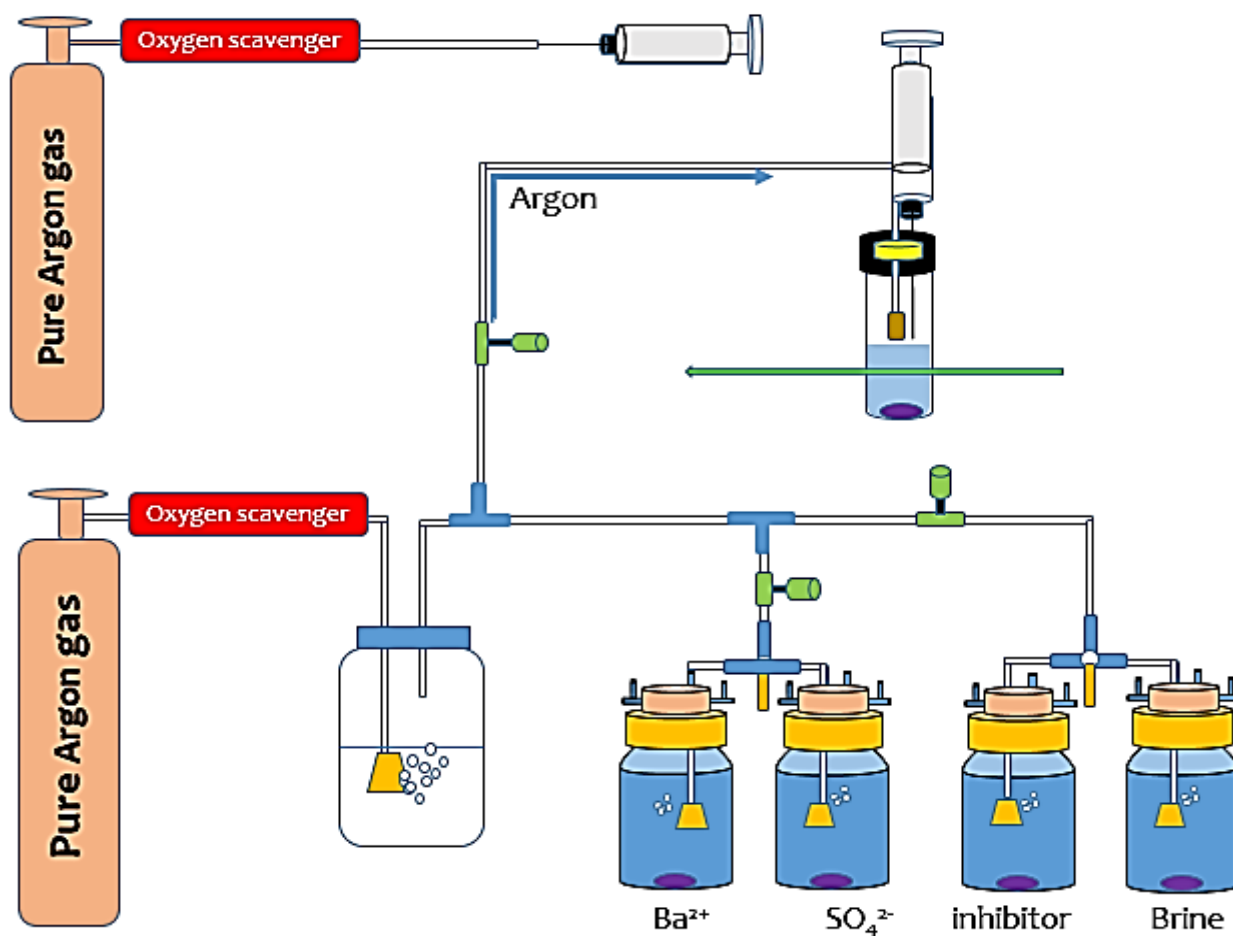 Oxygen scavenger
Pure Argon gas
Argon
Oxygen scavenger
Pure Argon gas
Ba²⁺
SO₄²⁻
inhibitor
Brine